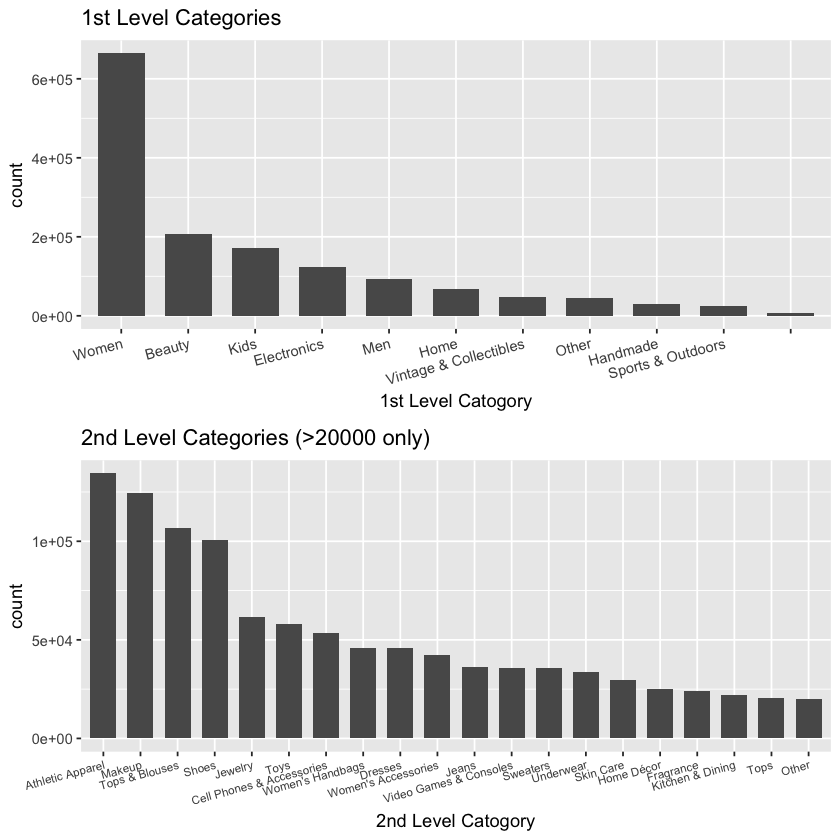 1st Level Categories
6e+05
4e+05
2e+05
0e+00
count
Women
Beauty
Kids
Electronics
Men
Home
Vintage & Collectibles
Other
Handmade
Sports & Outdoors
1st Level Catogory
2nd Level Categories (>20000 only)
1e+05
5e+04
0e+00
count
Athletic Apparel
Makeup
Tops & Blouses
Shoes
Jewelry
Toys
Cell Phones & Accessories
Women's Handbags
Dresses
Women's Accessories
Jeans
Video Games & Consoles
Sweaters
Underwear
Skin Care
Home Décor
Fragrance
Kitchen & Dining
Tops
Other
2nd Level Catogory